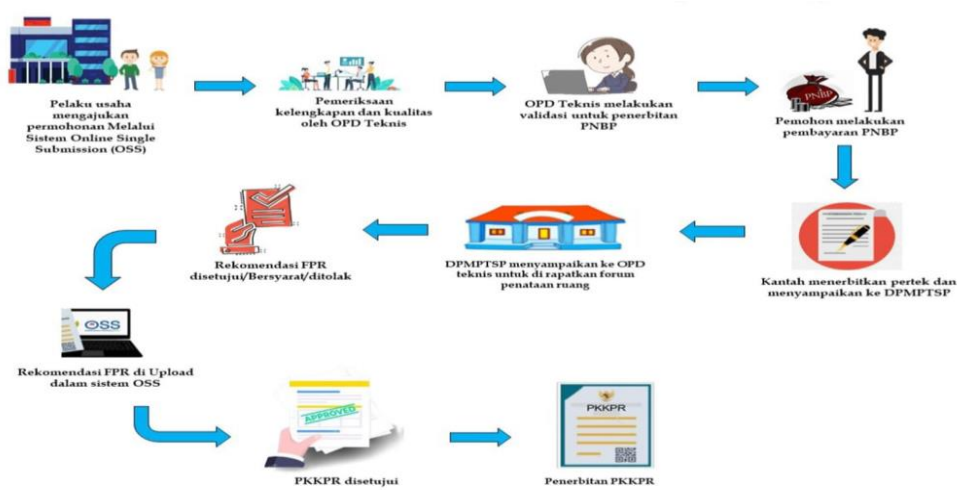 Pelaku usaha
mengajukan
permohonan Melalui
Sistem Online Single
Submission (OSS)
Pemeriksaan
kelengkapan dan kualitas
oleh OPD Teknis
OPD Teknis melakukan
validasi untuk penerbitan
PNBP
PNBP
Pemohon melakukan
pembayaran PNBP
Kantah menerbitkan pertek dan
menyampaikan ke DPMPTSP
DPMPTSP menyampaikan ke OPD
teknis untuk di rapatkan forum
penataan ruang
Rekomendasi FPR
disetujui/Bersyarat/ditolak
OSS
Rekomendasi FPR di Upload
dalam sistem OSS
APPROVED
PKKPR disetujui
PKKPR
Penerbitan PKKPR